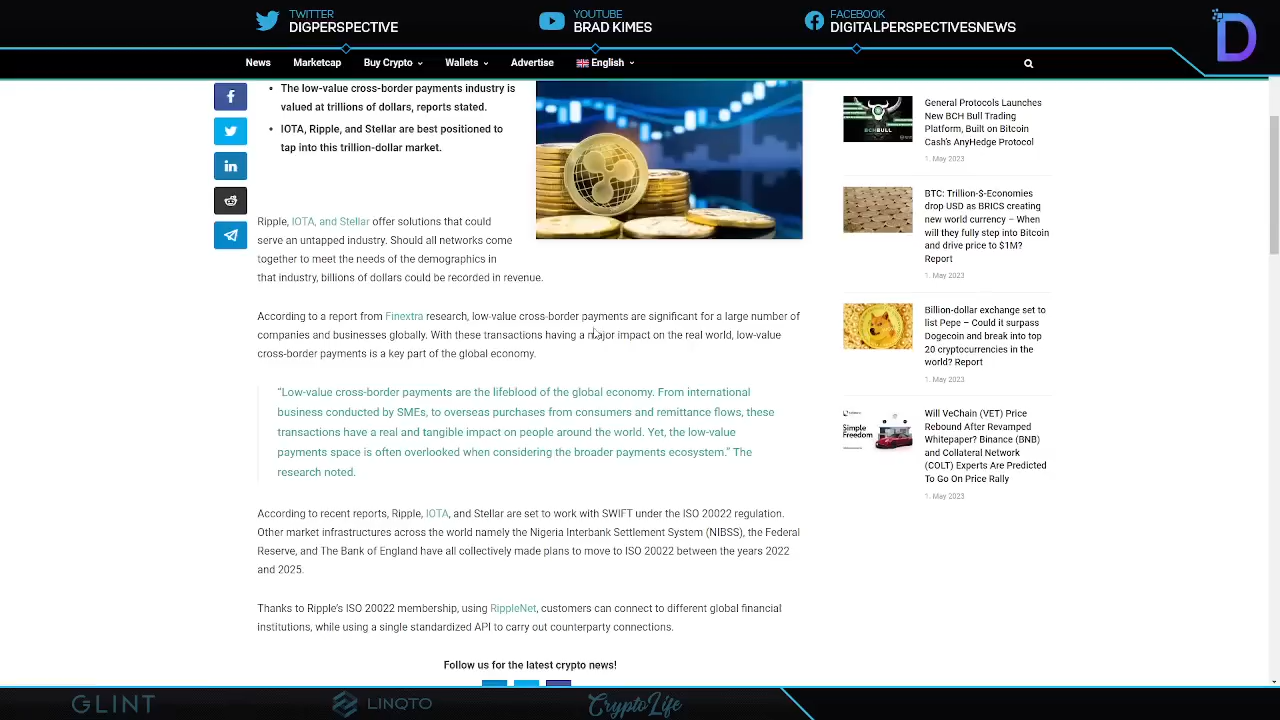 TWITTER
DIGPERSPECTIVE
YOUTUBE
BRAD KIMES
FACEBOOK
DIGITALPERSPECTIVESNEWS
News
Marketcap
Buy Crypto
Wallets
Advertise
English
The low-value cross-border payments industry is
valued at trillions of dollars, reports stated.
IOTA, Ripple, and Stellar are best positioned to
tap into this trillion-dollar market.
Ripple, IOTA, and Stellar offer solutions that could
serve an untapped industry. Should all networks come
together to meet the needs of the demographics in
that industry, billions of dollars could be recorded in revenue.
According to a report from Finextra research, low-value cross-border payments are significant for a large number of
companies and businesses globally. With these transactions having a major impact on the real world, low-value
cross-border payments is a key part of the global economy.
“Low-value cross-border payments are the lifeblood of the global economy. From international
business conducted by SMEs, to overseas purchases from consumers and remittance flows, these
transactions have a real and tangible impact on people around the world. Yet, the low-value
payments space is often overlooked when considering the broader payments ecosystem.” The
research noted.
According to recent reports, Ripple, IOTA, and Stellar are set to work with SWIFT under the ISO 20022 regulation.
Other market infrastructures across the world namely the Nigeria Interbank Settlement System (NIBSS), the Federal
Reserve, and The Bank of England have all collectively made plans to move to ISO 20022 between the years 2022
and 2025.
Thanks to Ripple’s ISO 20022 membership, using RippleNet, customers can connect to different global financial
institutions, while using a single standardized API to carry out counterparty connections.
Follow us for the latest crypto news!
BCHBULL
General Protocols Launches
New BCH Bull Trading
Platform, Built on Bitcoin
Cash’s AnyHedge Protocol
1. May 2023
BTC: Trillion-$-Economies
drop USD as BRICS creating
new world currency – When
will they fully step into Bitcoin
and drive price to $1M?
Report
1. May 2023
Billion-dollar exchange set to
list Pepe – Could it surpass
Dogecoin and break into top
20 cryptocurrencies in the
world? Report
1. May 2023
Simple
Freedom
Will VeChain (VET) Price
Rebound After Revamped
Whitepaper? Binance (BNB)
and Collateral Network
(COLT) Experts Are Predicted
To Go On Price Rally
1. May 2023
GLINT
LINQTO
CryptoLife